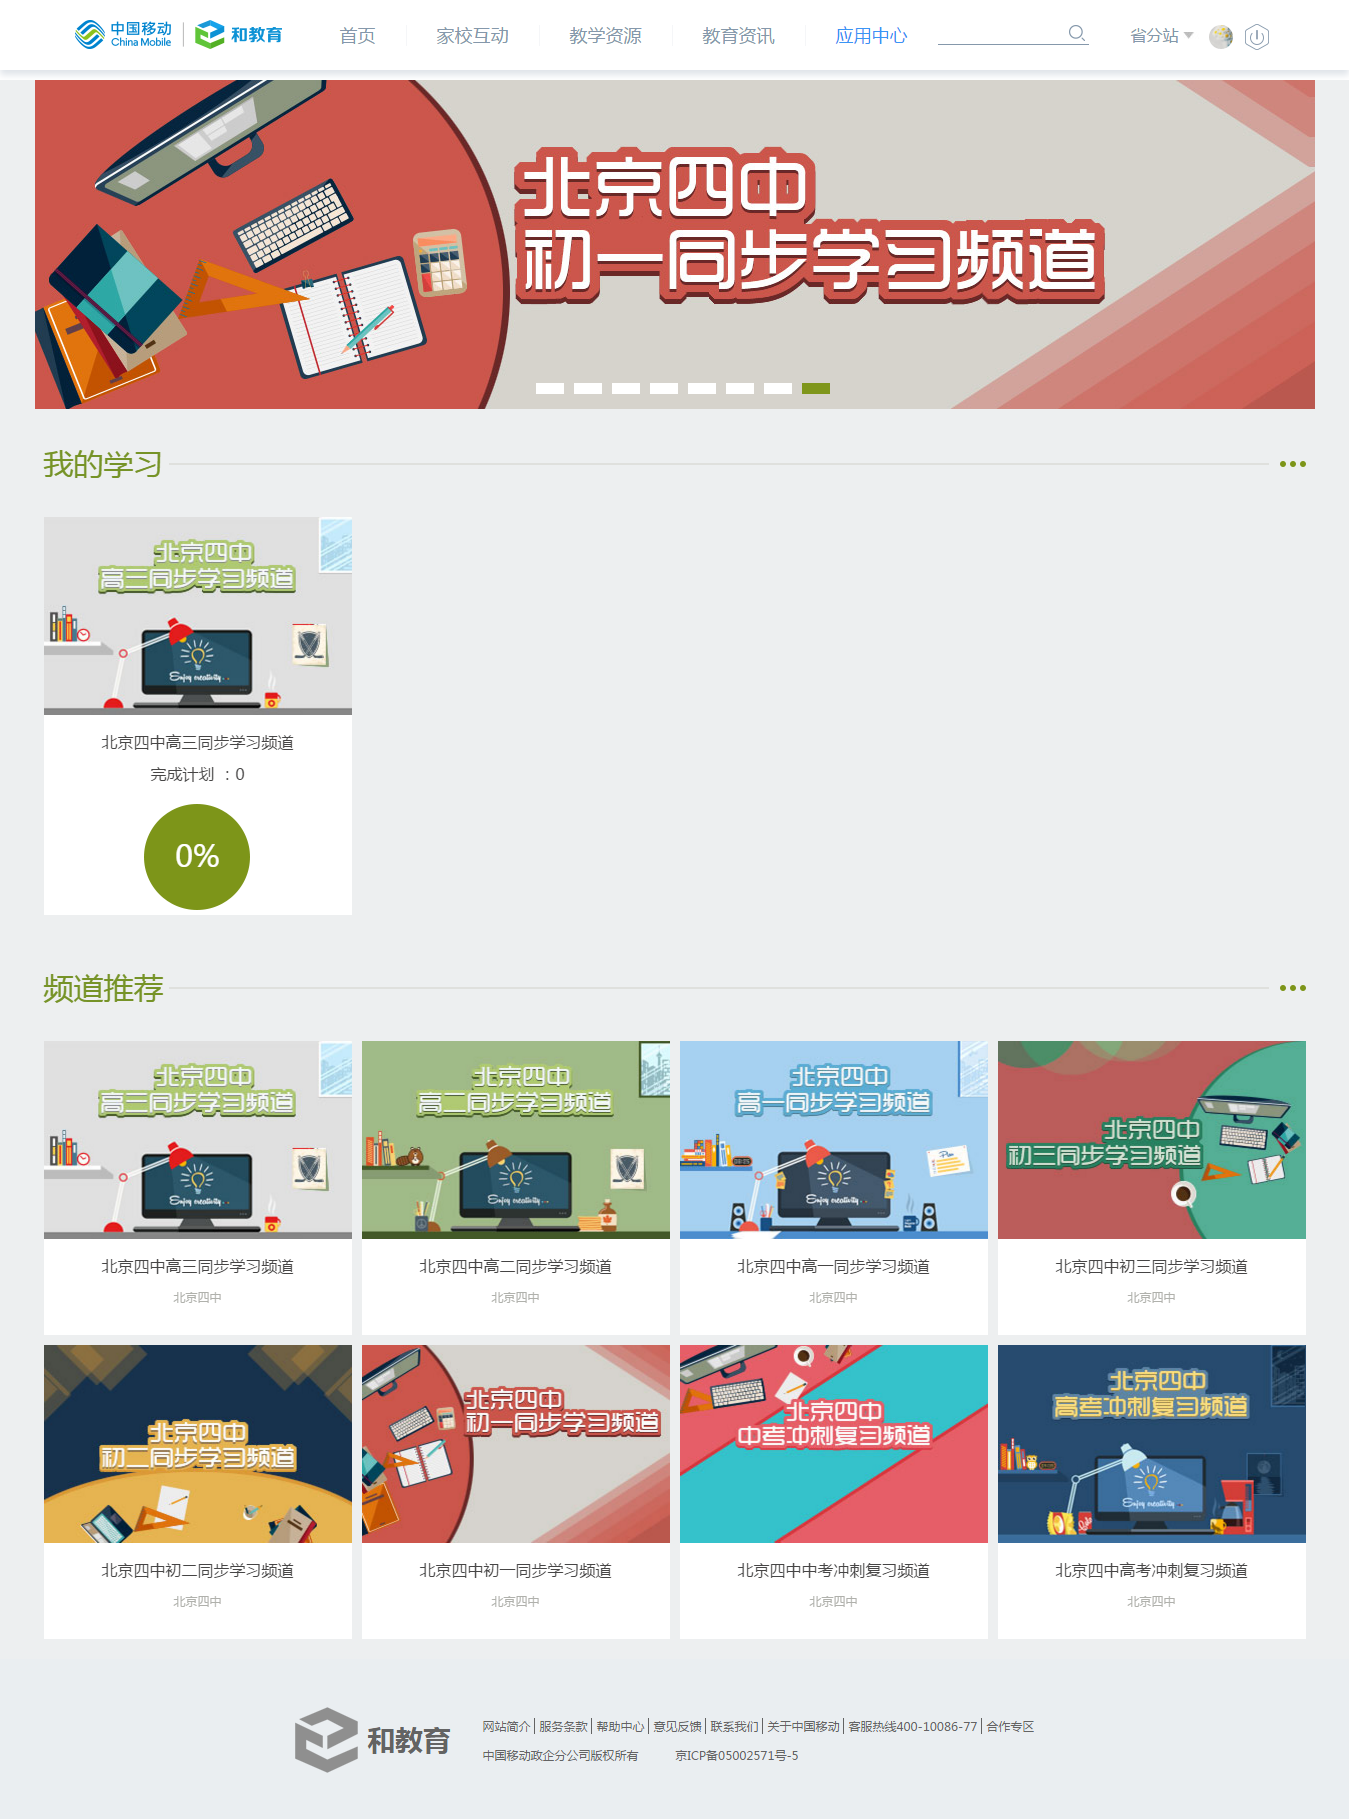 中国移动 China Mobile 和教育 首页 家校互动 教学资源 教育资讯 应用中心 省分站
北京四中
初一同步学习频道
我的学习
北京四中
高三同步学习频道
Enjoy creativity...
北京四中高三同步学习频道
完成计划 ：0
0%
频道推荐
北京四中
高三同步学习频道
Enjoy creativity...
北京四中高三同步学习频道
北京四中
北京四中
高二同步学习频道
Enjoy creativity...
北京四中高二同步学习频道
北京四中
北京四中
高一同步学习频道
Plan
Enjoy creativity...
北京四中高一同步学习频道
北京四中
北京四中
初三同步学习频道
北京四中初三同步学习频道
北京四中
北京四中
初二同步学习频道
北京四中初二同步学习频道
北京四中
北京四中
初一同步学习频道
北京四中初一同步学习频道
北京四中
北京四中
中考冲刺复习频道
北京四中中考冲刺复习频道
北京四中
北京四中
高考冲刺复习频道
Enjoy creativity...
北京四中高考冲刺复习频道
北京四中
和教育
网站简介 | 服务条款 | 帮助中心 | 意见反馈 | 联系我们 | 关于中国移动 | 客服热线400-10086-77 | 合作专区
中国移动政企分公司版权所有 京ICP备05002571号-5